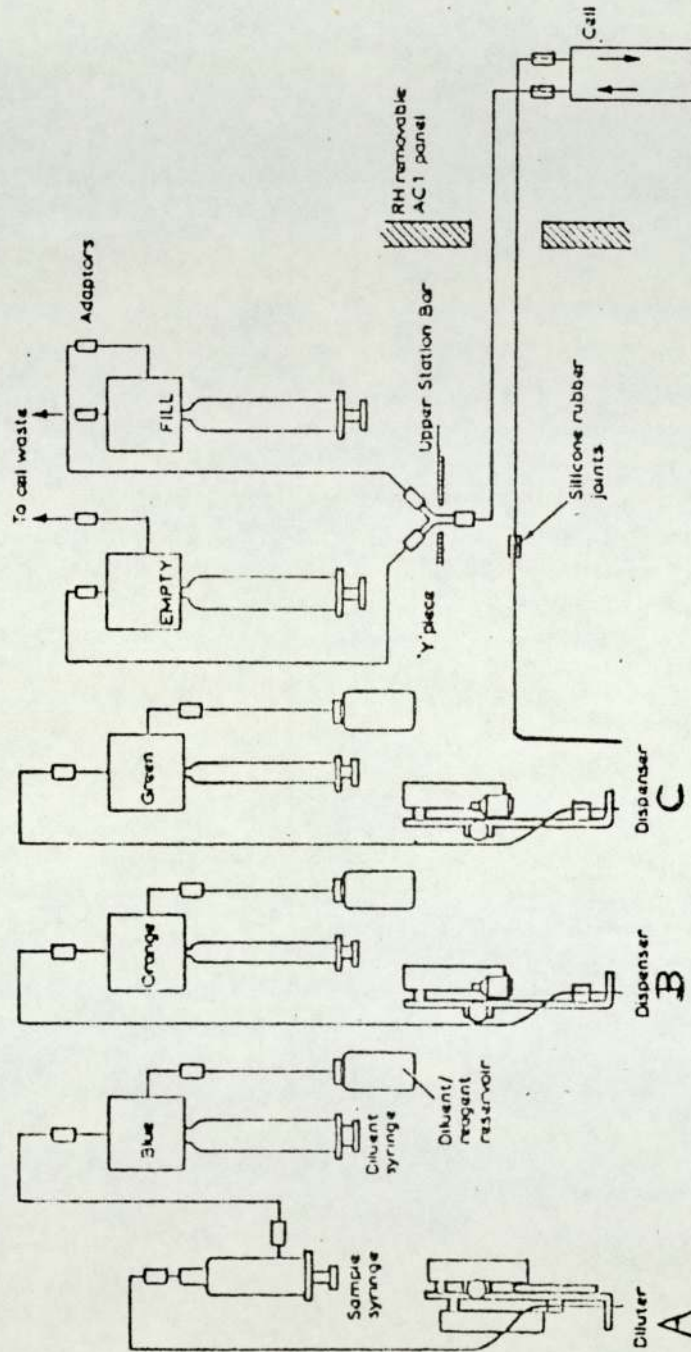 To cell waste
Adaptors
EMPTY
FILL
RH removable
AC1 panel
Upper Station Bar
'Y' piece
Cell
Silicone rubber
joints
Green
Orange
Blue
Diluent
syringe
Diluent/
reagent
reservoir
Sample
syringe
Diluter
A
Dispenser
B
Dispenser
C